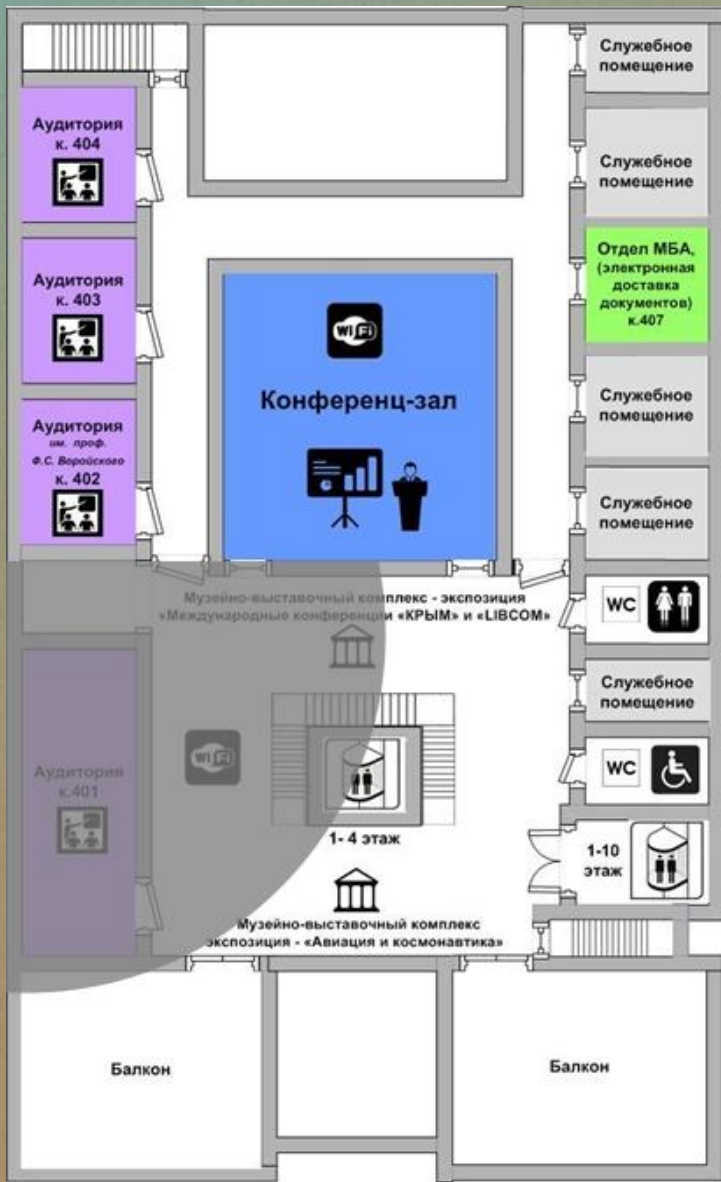 Служебное
помещение
Аудитория
к. 404
Служебное
помещение
Отдел МБА,
(электронная
доставка
документов)
к.407
Аудитория
к. 403
WiFi
Конференц-зал
Служебное
помещение
Аудитория
им. проф.
Ф.С. Воройского
к. 402
Служебное
помещение
Музейно-выставочный комплекс - экспозиция
«Международные конференции «КРЫМ» и «LIBCOM»
WC
Служебное
помещение
WiFi
Аудитория
к.401
WC
1- 4 этаж
1-10
этаж
Музейно-выставочный комплекс
экспозиция - «Авиация и космонавтика»
Балкон
Балкон